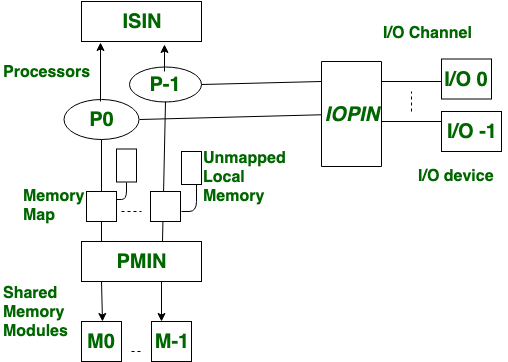 ISIN
I/O Channel
Processors
P-1
I/O 0
P0
IOPIN
I/O -1
Unmapped
Local
Memory
I/O device
Memory
Map
PMIN
Shared
Memory
Modules
M0
M-1